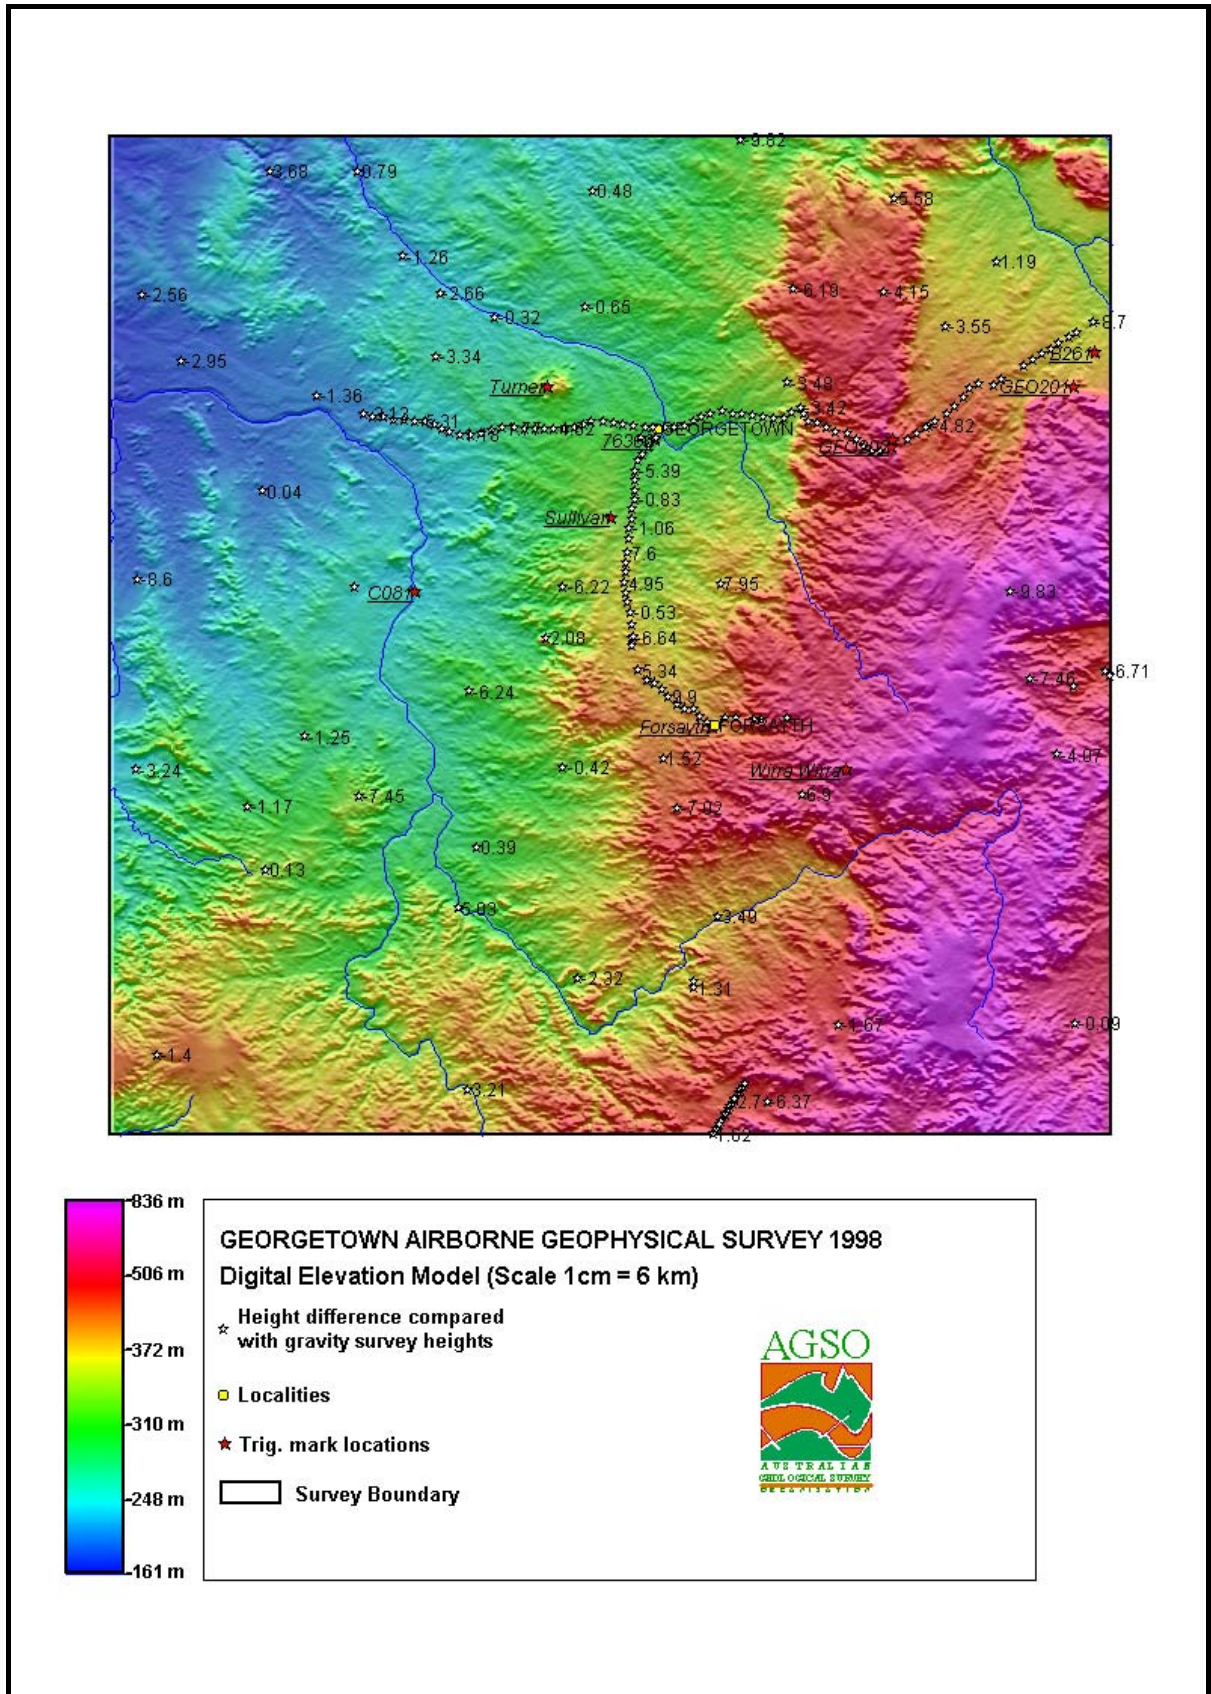 -9.82
3.68
0.79
0.48
5.58
-1.26
1.19
-2.56
-2.66
-6.19
-4.15
-0.65
-0.32
-3.55
-8.7
-3.34
B261
-2.95
Turner
-3.48
GEO201
-1.36
3.42
5.31
4.82
GEORGETOWN
GEO202
-5.39
0.04
-0.83
Sullivan
-1.06
7.6
-8.6
C081
-6.22
4.95
7.95
-9.83
-0.53
2.08
-6.64
5.34
-7.46
-6.71
-6.24
9.9
Forsayth
FORSAYTH
-1.25
1.52
-4.07
-3.24
-0.42
Wirra Wirra
-7.45
6.9
-1.17
-7.02
0.39
0.13
3.49
-2.32
1.31
-1.67
-0.09
-1.4
3.21
2.7
-6.37
836 m
506 m
372 m
310 m
248 m
161 m
GEORGETOWN AIRBORNE GEOPHYSICAL SURVEY 1998
Digital Elevation Model (Scale 1cm = 6 km)
Height difference compared
with gravity survey heights
Localities
Trig. mark locations
Survey Boundary
AGSO
AUSTRALIAN
GEOLOGICAL SURVEY
ORGANISATION